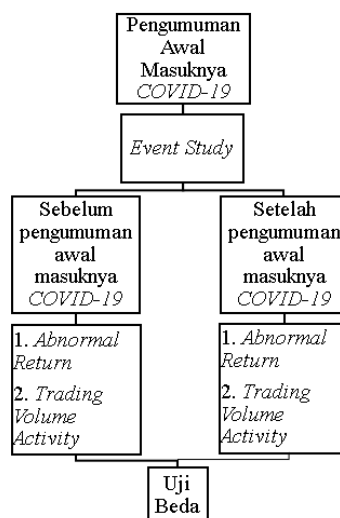 Pengumuman
Awal
Masuknya
COVID-19
Event Study
Sebelum
pengumuman
awal
masuknya
COVID-19
Setelah
pengumuman
awal
masuknya
COVID-19
1. Abnormal
Return
2. Trading
Volume
Activity
1. Abnormal
Return
2. Trading
Volume
Activity
Uji
Beda